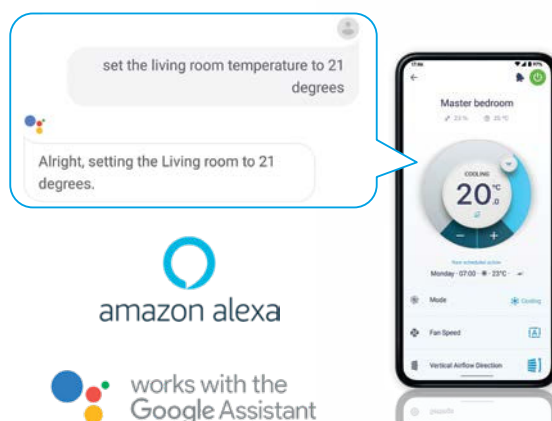 set the living room temperature to 21
degrees
Alright, setting the Living room to 21
degrees.
amazon alexa
works with the
Google Assistant
Master bedroom
COOLING
20 °C
.0
Monday - 07:00 - 23°C -
Mode
Cooling
Fan Speed
A
Vertical Airflow Direction